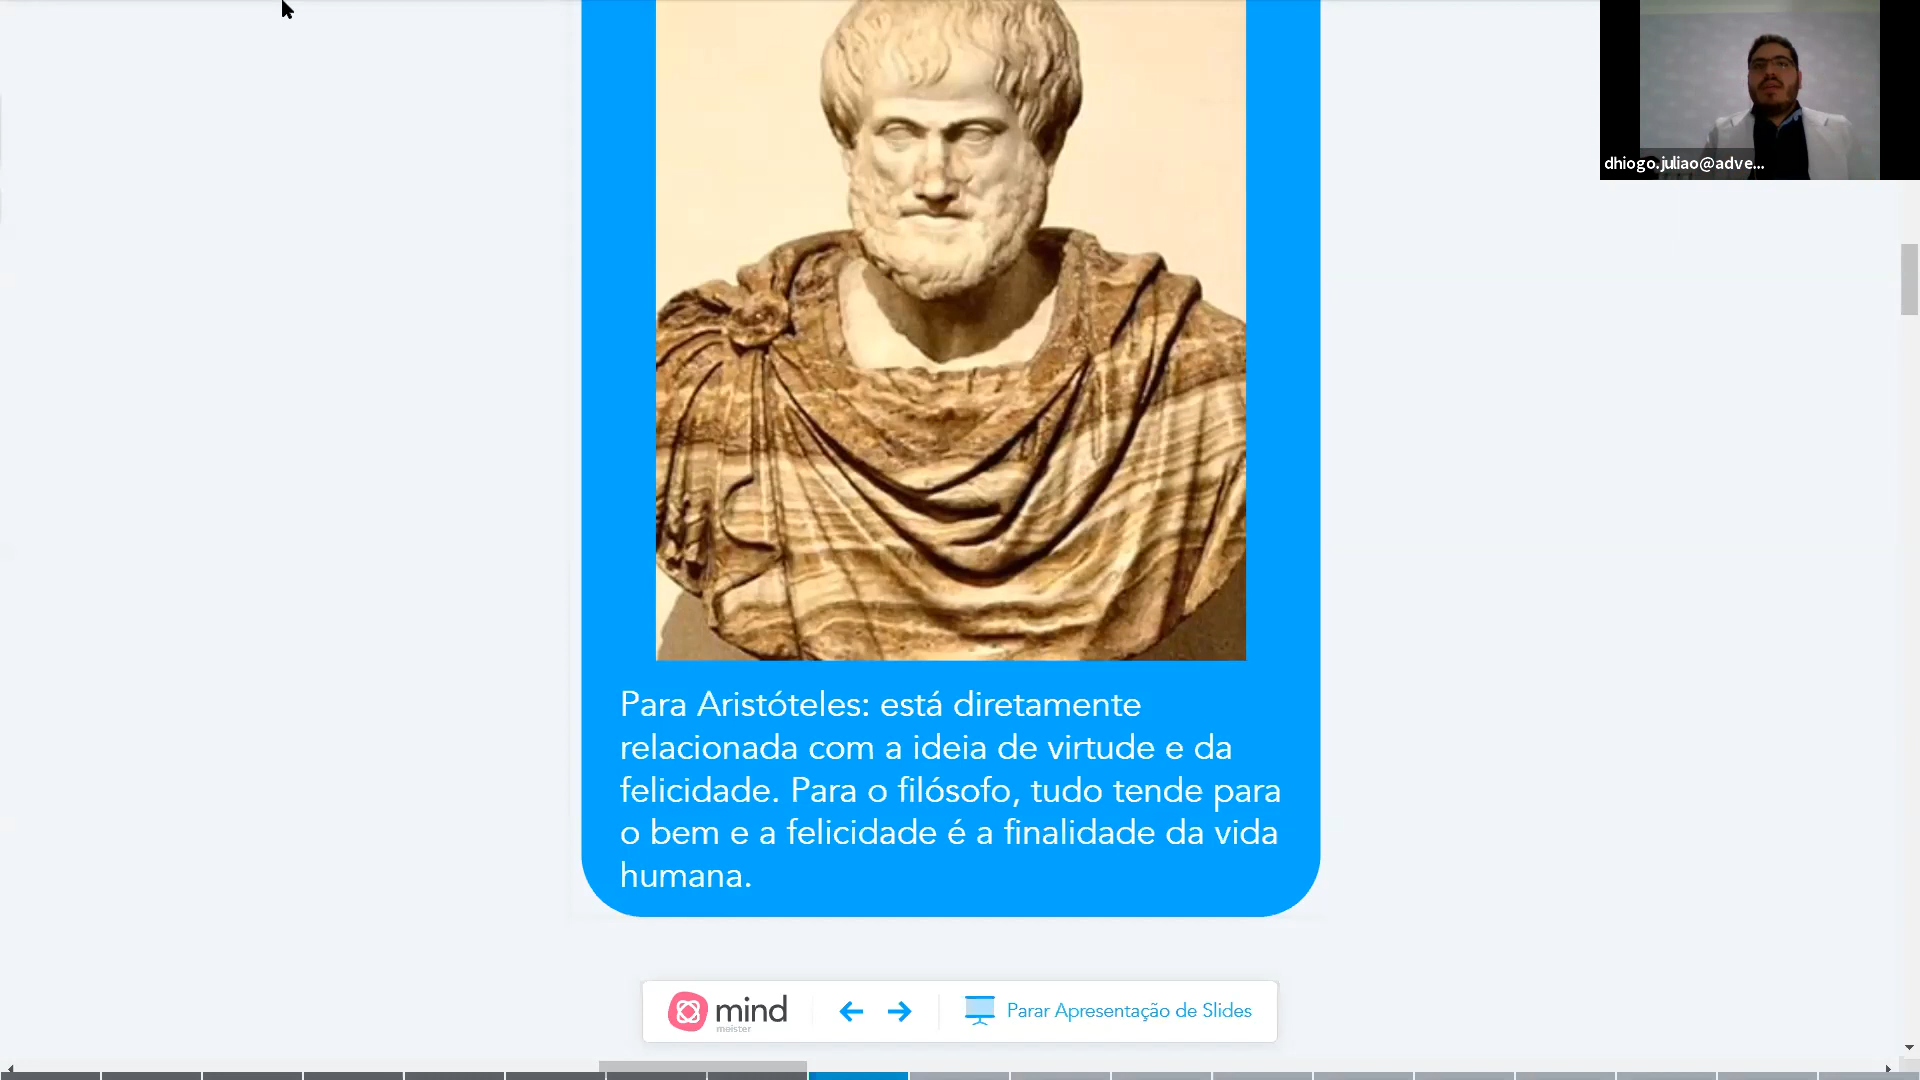 dhiogo.juliao@adve...
Para Aristóteles: está diretamente
relacionada com a ideia de virtude e da
felicidade. Para o filósofo, tudo tende para
o bem e a felicidade é a finalidade da vida
humana.
mind
meister
Parar Apresentação de Slides